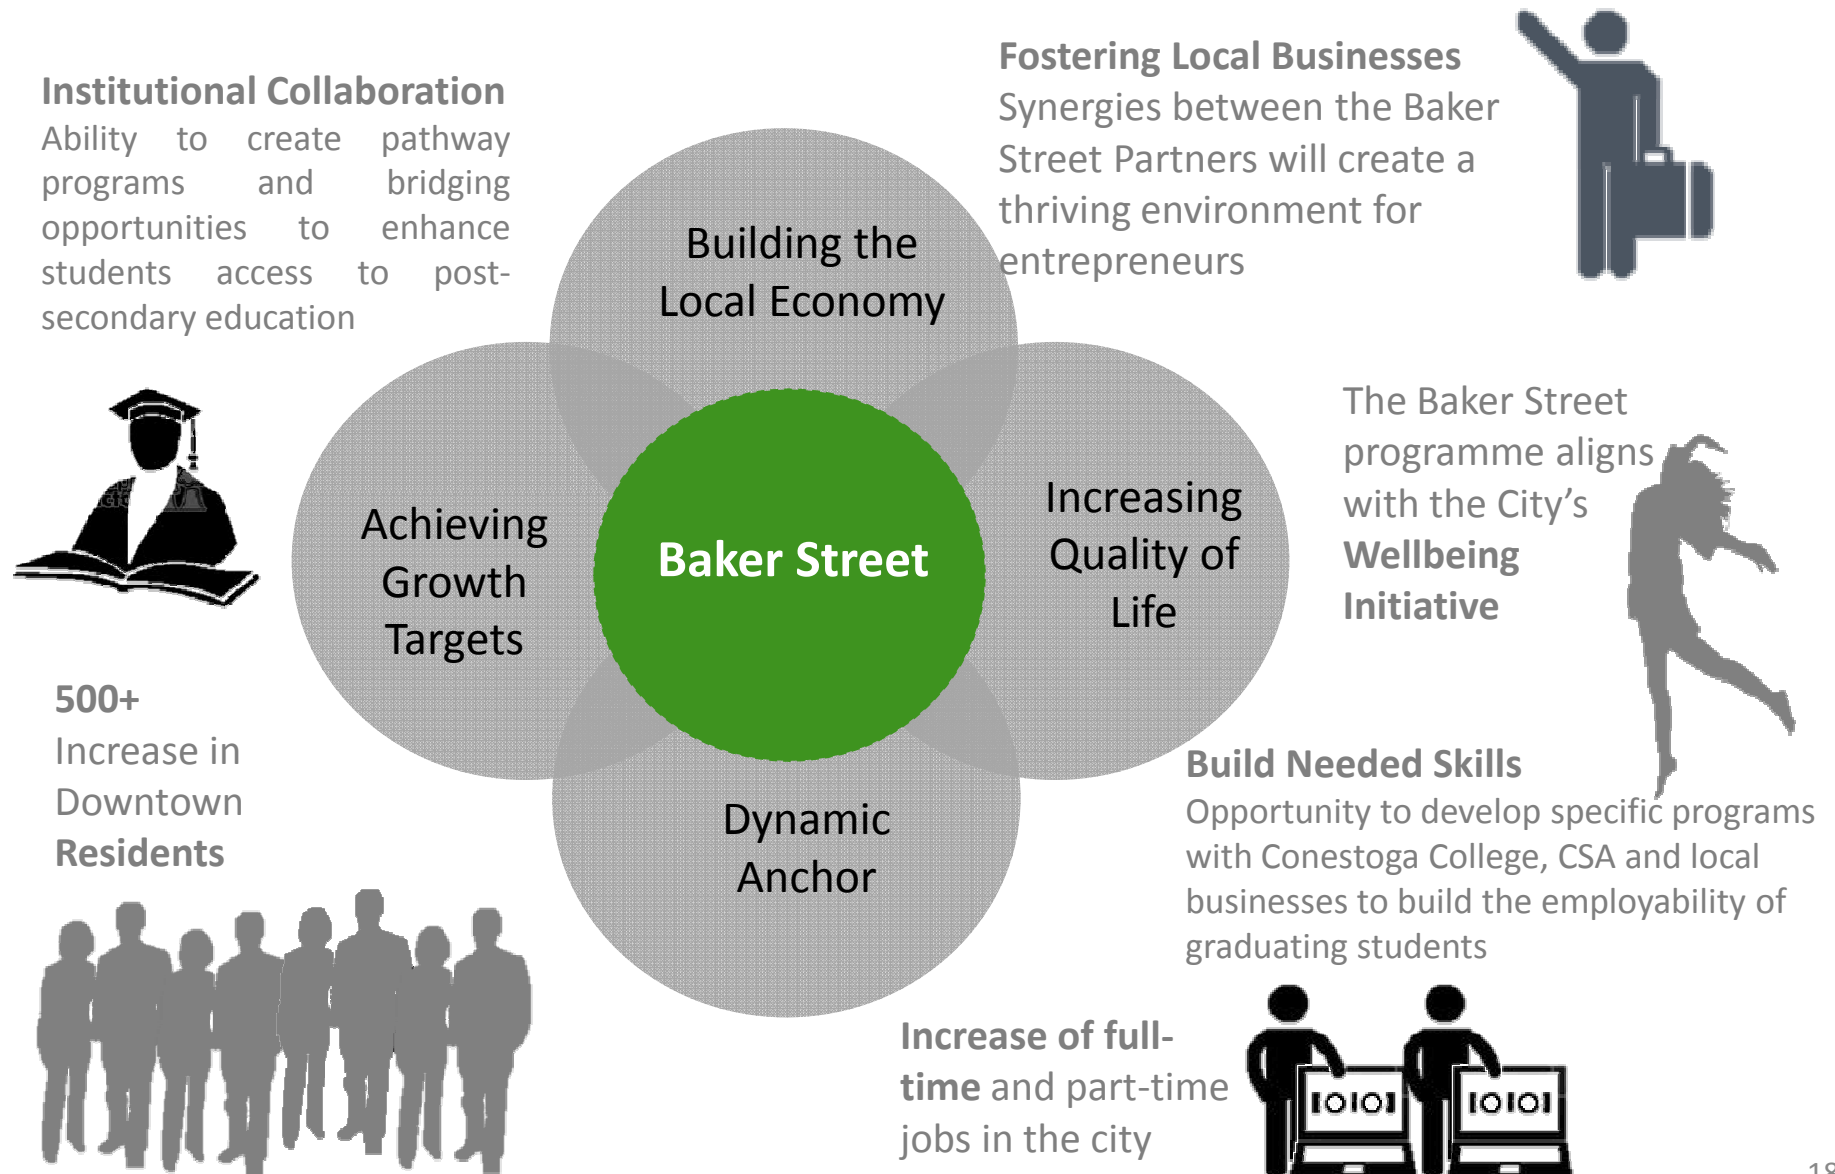 Institutional Collaboration
Ability to create pathway
programs and bridging
opportunities to enhance
students access to post-
secondary education
Fostering Local Businesses
Synergies between the Baker
Street Partners will create a
thriving environment for
entrepreneurs
Building the
Local Economy
Achieving
Growth
Targets
Baker Street
Increasing
Quality of
Life
Dynamic
Anchor
The Baker Street
programme aligns
with the City’s
Wellbeing
Initiative
500+
Increase in
Downtown
Residents
Build Needed Skills
Opportunity to develop specific programs
with Conestoga College, CSA and local
businesses to build the employability of
graduating students
Increase of full-
time and part-time
jobs in the city
IOIOI
IOIOI
18